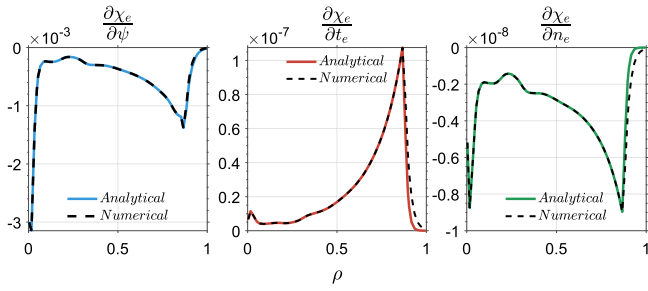 ∂χₑ/∂ψ
×10⁻³
0
-1
-2
-3
0 0.5 1
Analytical
Numerical
∂χₑ/∂tₑ
×10⁻⁷
1
0.8
0.6
0.4
0.2
0
0 0.5 1
Analytical
Numerical
ρ
∂χₑ/∂nₑ
×10⁻⁸
0
-0.2
-0.4
-0.6
-0.8
-1
0 0.5 1
Analytical
Numerical